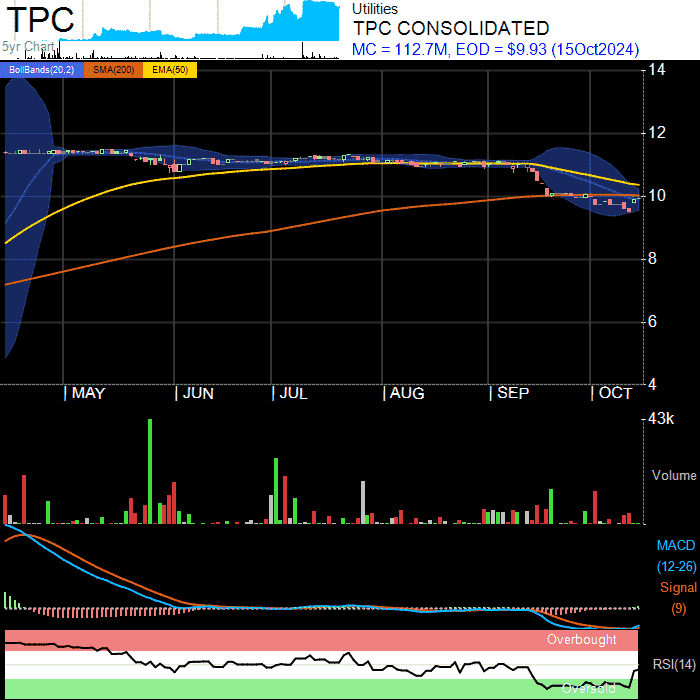 TPC
5yr Chart
Utilities
TPC CONSOLIDATED
MC = 112.7M, EOD = $9.93 (15Oct2024)
BollBands(20,2) SMA(200) EMA(50)
14
12
10
8
6
4
MAY JUN JUL AUG SEP OCT
43k
Volume
MACD
(12-26)
Signal
(9)
Overbought
RSI(14)
Oversold